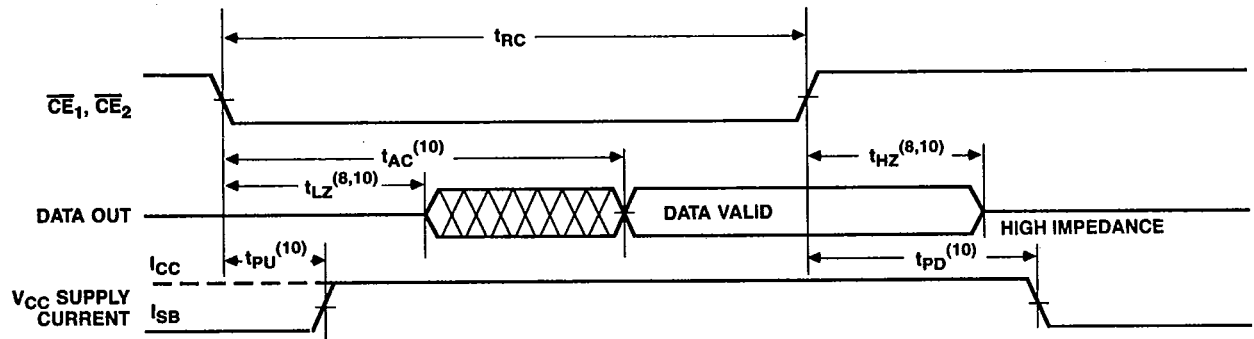 tRC
CE1, CE2
tAC(10)
tHZ(8,10)
tLZ(8,10)
DATA OUT
DATA VALID
HIGH IMPEDANCE
ICC
tPU(10)
tPD(10)
VCC SUPPLY
CURRENT
ISB